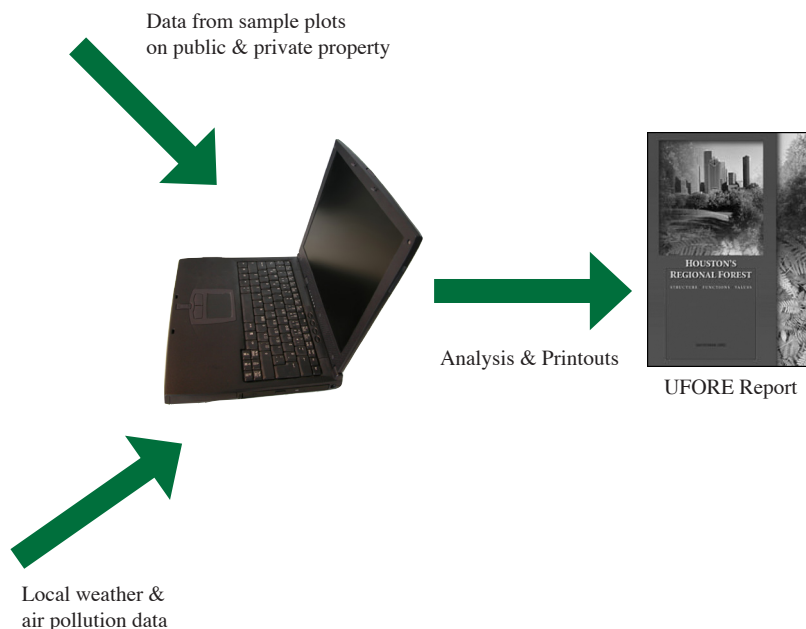 Data from sample plots
on public & private property
HOUSTON'S
REGIONAL FOREST
STRUCTURE FUNCTIONS VALUES
Analysis & Printouts
UFORE Report
Local weather &
air pollution data